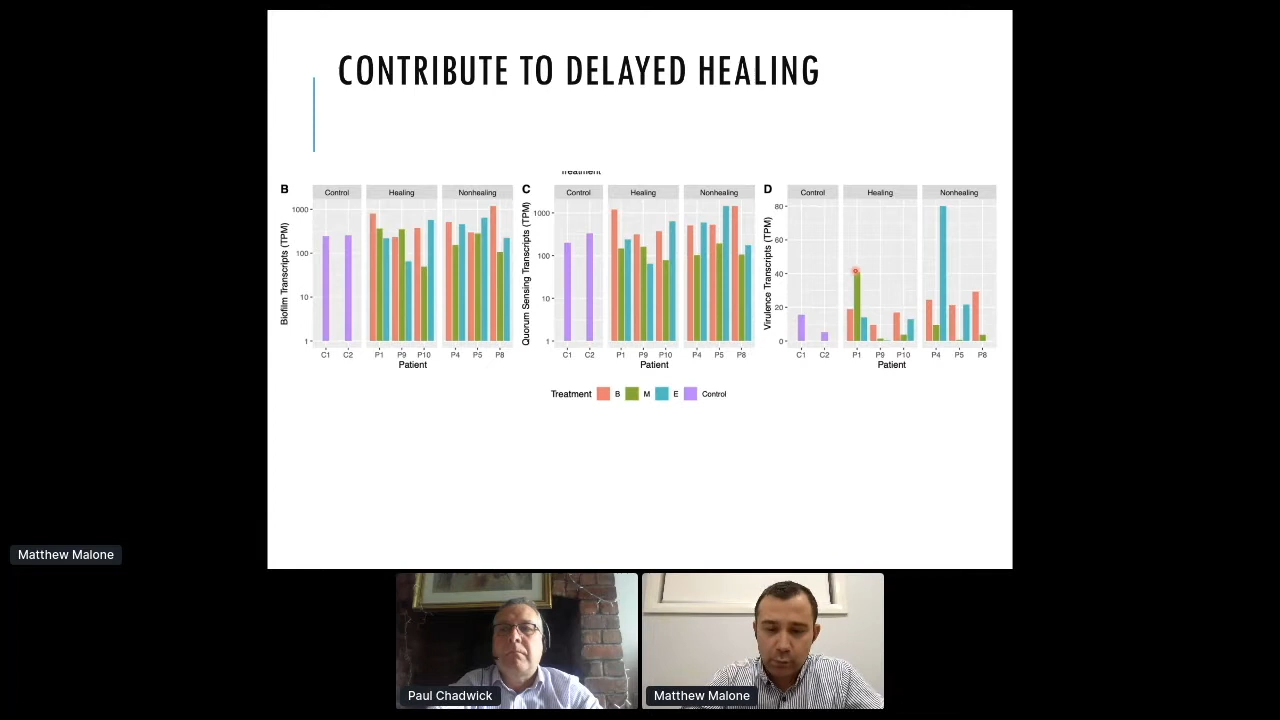 CONTRIBUTE TO DELAYED HEALING
Treatment
B
Control Healing Nonhealing
Biofilm Transcripts (TPM)
1000
100
10
1
C1 C2 P1 P9 P10 P4 P5 P8
Patient
C
Control Healing Nonhealing
Quorum Sensing Transcripts (TPM)
1000
100
10
1
C1 C2 P1 P9 P10 P4 P5 P8
Patient
D
Control Healing Nonhealing
Virulence Transcripts (TPM)
80
60
40
20
0
C1 C2 P1 P9 P10 P4 P5 P8
Patient
Treatment B M E Control
Matthew Malone
Paul Chadwick
Matthew Malone